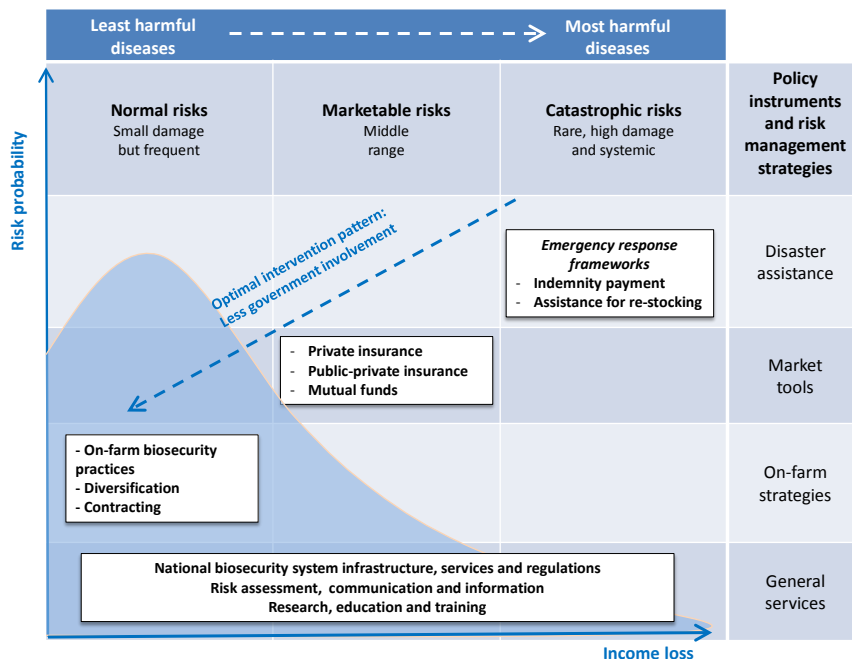 Least harmful
diseases
Most harmful
diseases
Risk probability
Normal risks
Small damage
but frequent
Marketable risks
Middle
range
Catastrophic risks
Rare, high damage
and systemic
Policy
instruments
and risk
management
strategies
Optimal intervention pattern:
Less government involvement
Emergency response
frameworks
- Indemnity payment
- Assistance for re-stocking
Disaster
assistance
- Private insurance
- Public-private insurance
- Mutual funds
Market
tools
- On-farm biosecurity
practices
- Diversification
- Contracting
On-farm
strategies
National biosecurity system infrastructure, services and regulations
Risk assessment, communication and information
Research, education and training
General
services
Income loss